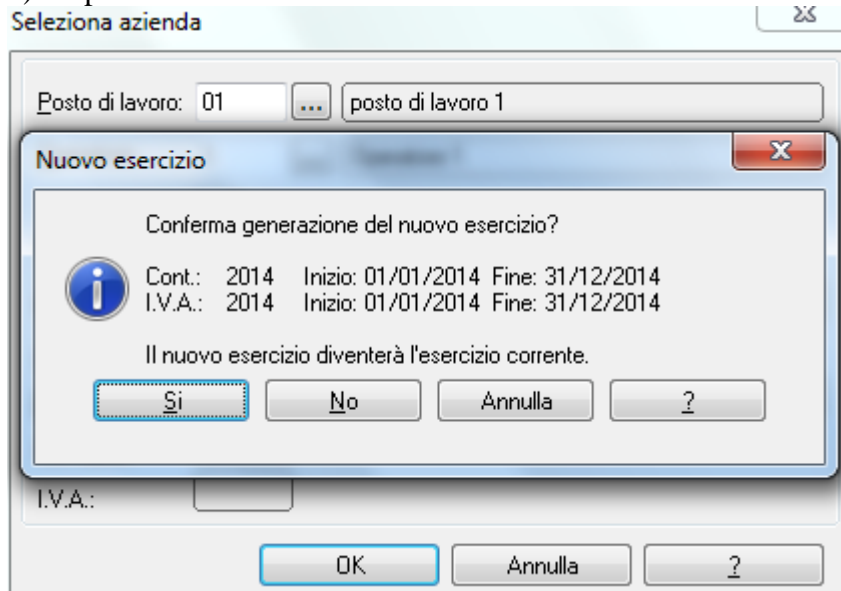 Seleziona azienda
Posto di lavoro: 01 ... posto di lavoro 1
Nuovo esercizio
Conferma generazione del nuovo esercizio?
Cont.: 2014 Inizio: 01/01/2014 Fine: 31/12/2014
I.V.A.: 2014 Inizio: 01/01/2014 Fine: 31/12/2014
Il nuovo esercizio diventerà l'esercizio corrente.
Si No Annulla ?
I.V.A.:
OK Annulla ?